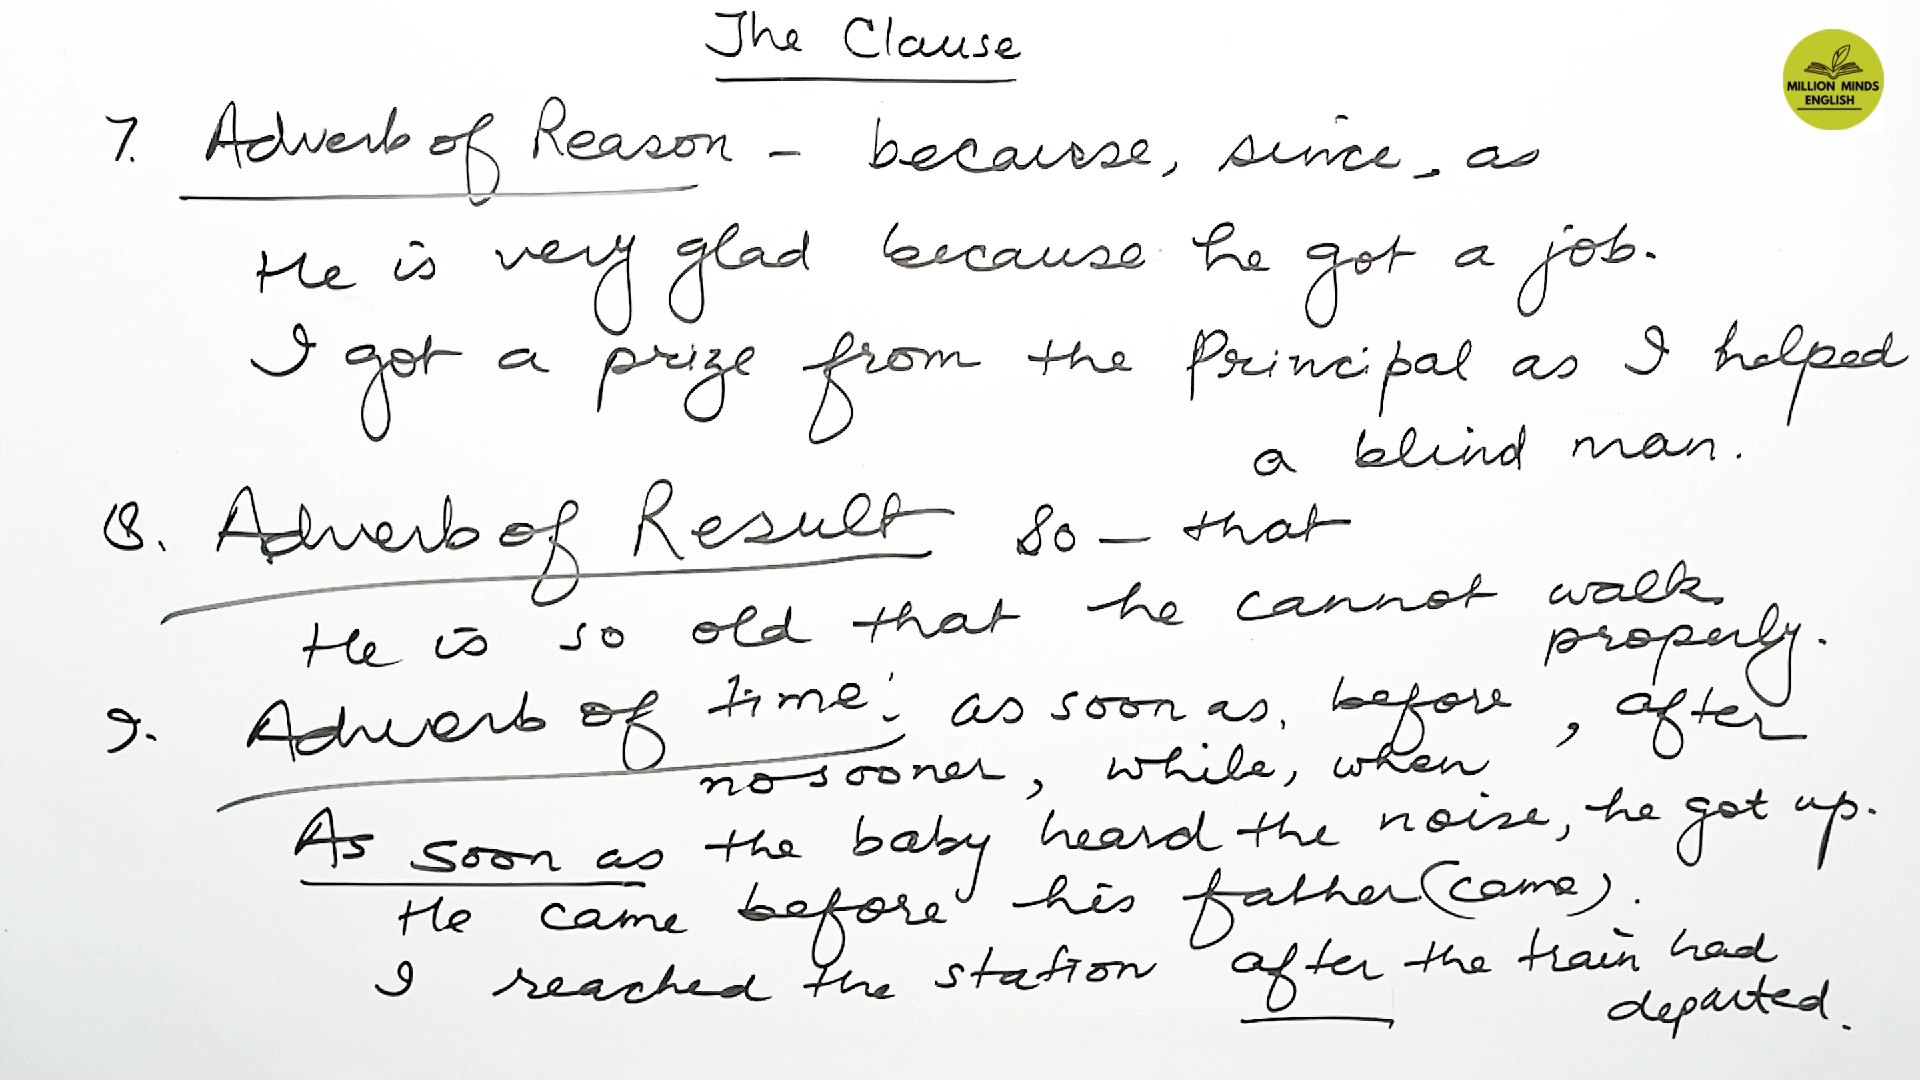 The Clause
MILLION MINDS
ENGLISH
7. Adverb of Reason - because, since, as
He is very glad because he got a job.
I got a prize from the Principal as I helped
a blind man.
8. Adverb of Result So - that
He is so old that he cannot walk
properly.
9. Adverb of time: as soon as, before, after
no sooner, while, when
As soon as the baby heard the noise, he got up.
He came before his father (came).
I reached the station after the train had
departed.